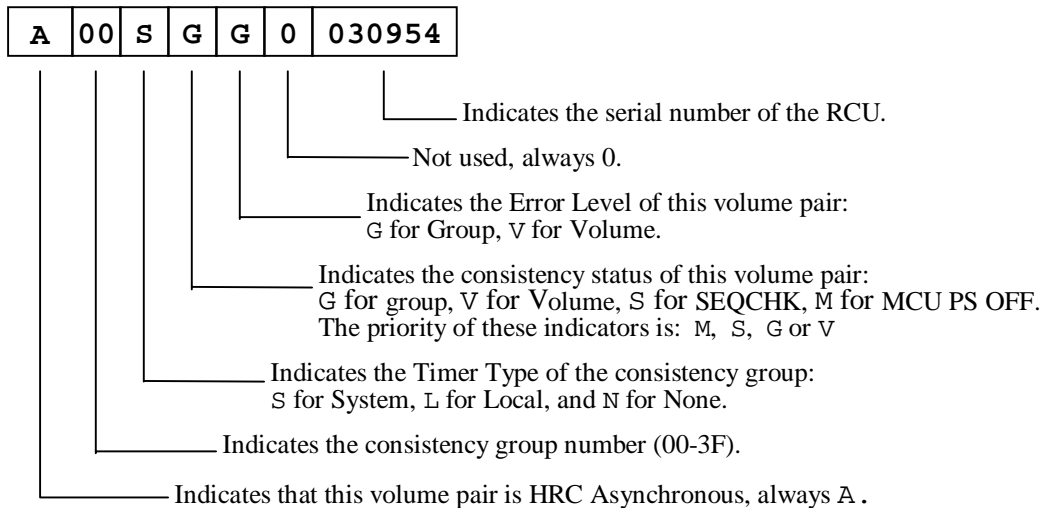 A 00 S G G 0 030954
Indicates the serial number of the RCU.
Not used, always 0.
Indicates the Error Level of this volume pair:
G for Group, V for Volume.
Indicates the consistency status of this volume pair:
G for group, V for Volume, S for SEQCHK, M for MCU PS OFF.
The priority of these indicators is: M, S, G or V
Indicates the Timer Type of the consistency group:
S for System, L for Local, and N for None.
Indicates the consistency group number (00-3F).
Indicates that this volume pair is HRC Asynchronous, always A.